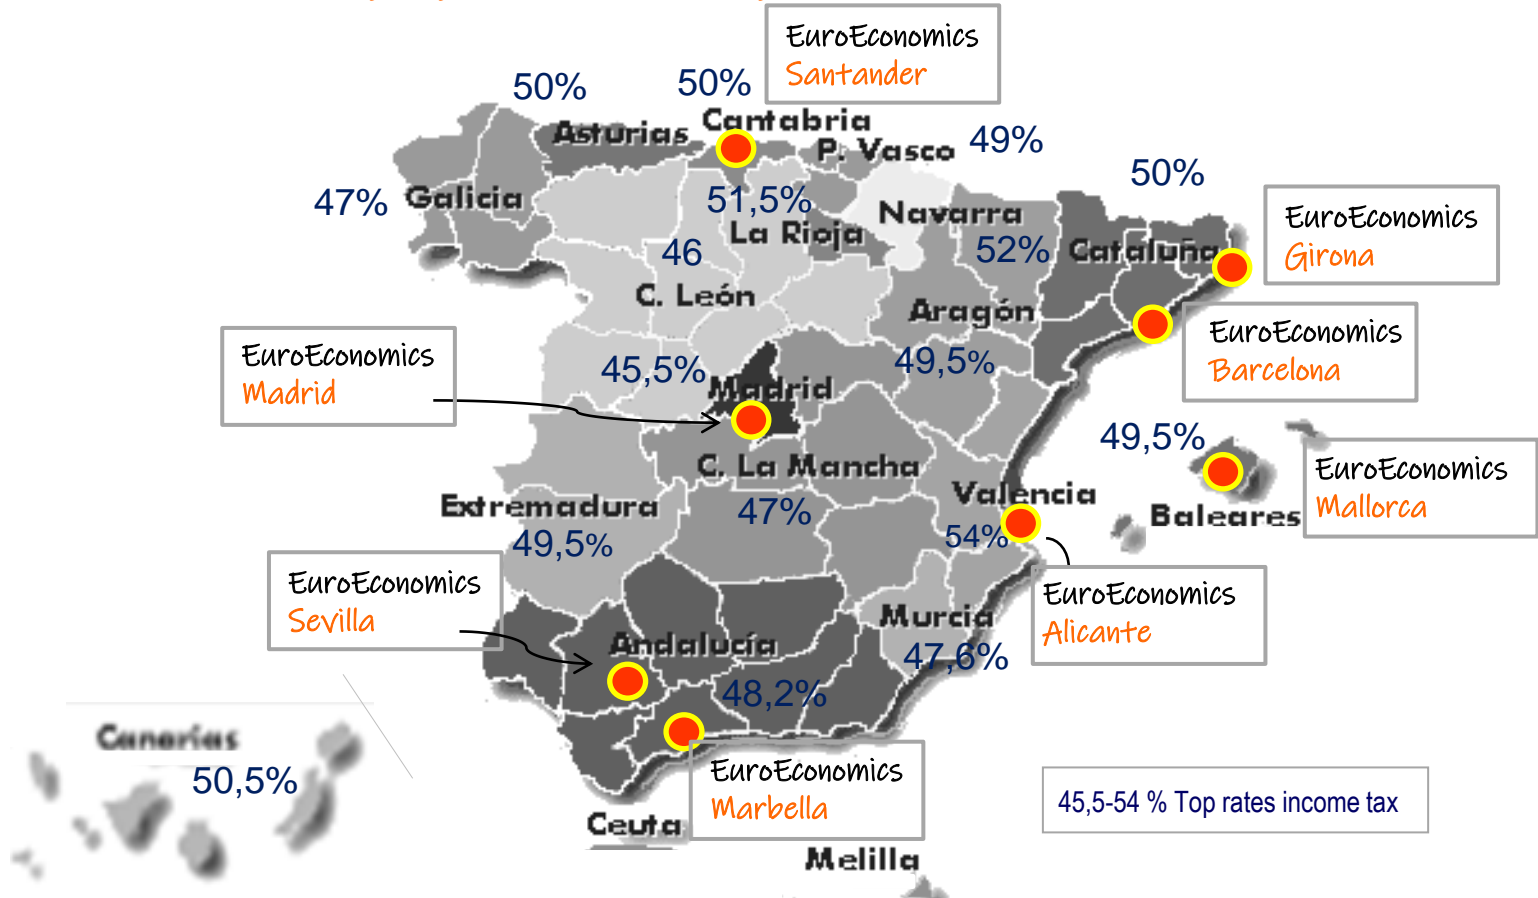 EuroEconomics
Santander
50%
50%
Cantabria
Asturias
P. Vasco
49%
50%
47%
Galicia
51,5%
La Rioja
Navarra
52%
Cataluña
EuroEconomics
Girona
46
C. León
Aragón
EuroEconomics
Barcelona
EuroEconomics
Madrid
45,5%
Madrid
49,5%
49,5%
C. La Mancha
47%
Valencia
54%
Baleares
EuroEconomics
Mallorca
Extremadura
49,5%
EuroEconomics
Sevilla
EuroEconomics
Alicante
Murcia
47,6%
Andalucía
48,2%
Canarias
50,5%
EuroEconomics
Marbella
45,5-54 % Top rates income tax
Ceuta
Melilla